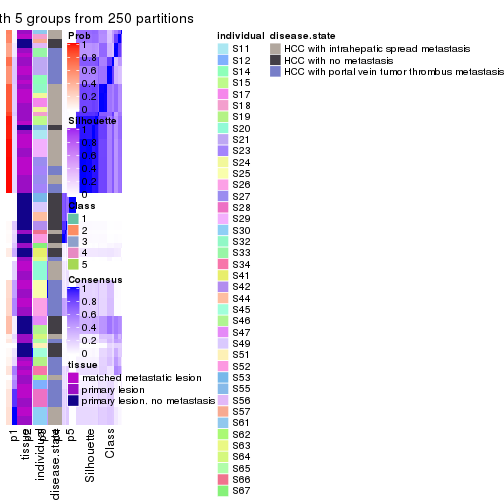 th 5 groups from 250 partitions
Prob
1
0.8
0.6
0.4
0.2
0
Silhouette
1
0.8
0.6
0.4
0.2
0
Class
1
2
3
4
5
Consensus
1
0.8
0.6
0.4
0.2
0
tissue
matched metastatic lesion
primary lesion
primary lesion. no metastasis
individual
S11
S12
S14
S15
S17
S18
S19
S20
S21
S23
S24
S25
S26
S27
S28
S29
S30
S32
S33
S34
S41
S42
S44
S45
S46
S47
S49
S51
S52
S53
S55
S56
S57
S61
S62
S63
S64
S65
S66
S67
disease.state
HCC with intrahepatic spread metastasis
HCC with no metastasis
HCC with portal vein tumor thrombus metastasis
p1
tissue
individual
disease.state
p5
Silhouette
Class